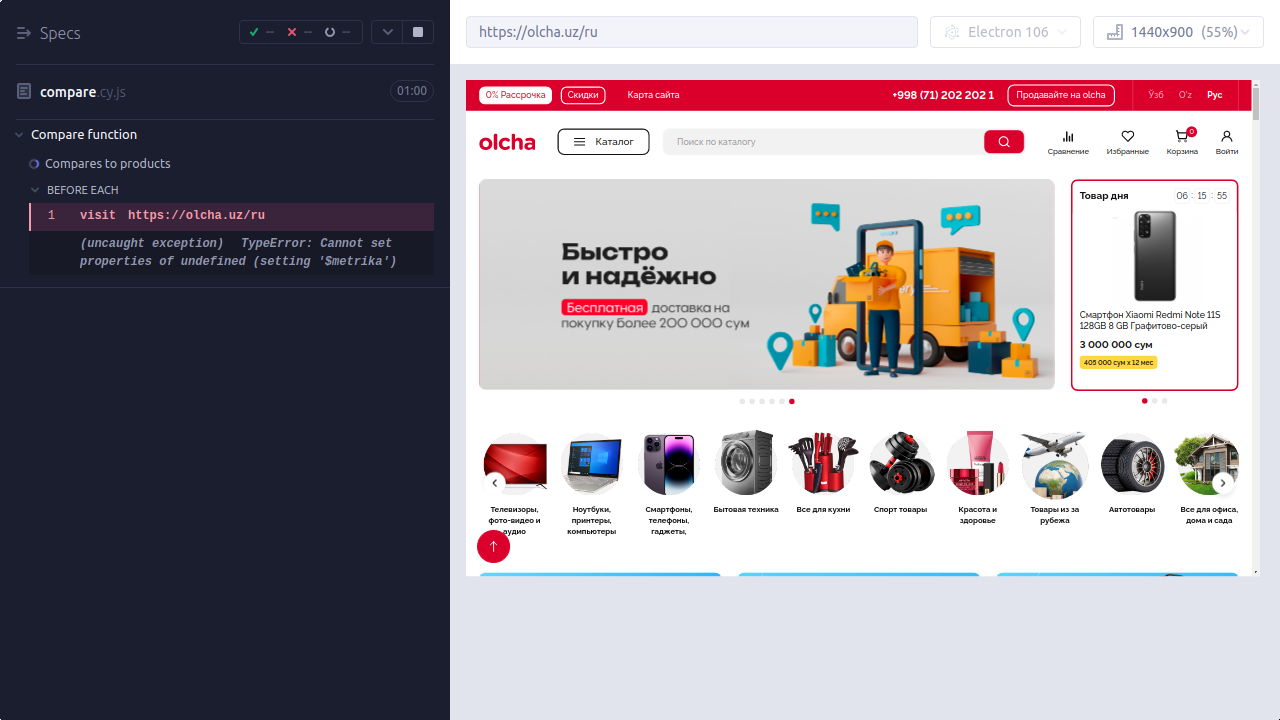 Specs
--
--
--
compare.cy.js
01:00
Compare function
Compares to products
BEFORE EACH
1 visit https://olcha.uz/ru
(uncaught exception) TypeError: Cannot set
properties of undefined (setting '$metrika')
https://olcha.uz/ru
Electron 106
1440x900 (55%)
0% Рассрочка
Скидки
Карта сайта
+998 (71) 202 202 1
Продавайте на olcha
Ўзб
O'z
Рус
olcha
Каталог
Поиск по каталогу
Сравнение
Избранные
0
Корзина
Войти
Быстро
и надёжно
Бесплатная доставка на
покупку более 200 000 сум
Товар дня
06 : 15 : 55
Смартфон Xiaomi Redmi Note 11S
128GB 8 GB Графитово-серый
3 000 000 сум
405 000 сум x 12 мес
Телевизоры,
фото-видео и
аудио
Ноутбуки,
принтеры,
компьютеры
Смартфоны,
телефоны,
гаджеты,
Бытовая техника
Все для кухни
Спорт товары
Красота и
здоровье
Товары из за
рубежа
Автотовары
Все для офиса,
дома и сада